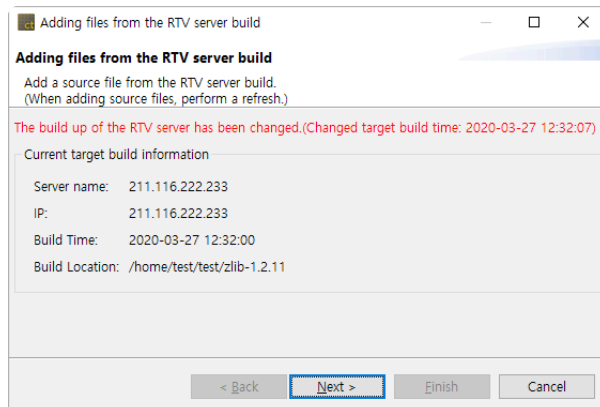 ct Adding files from the RTV server build
Adding files from the RTV server build
Add a source file from the RTV server build.
(When adding source files, perform a refresh.)
The build up of the RTV server has been changed.(Changed target build time: 2020-03-27 12:32:07)
Current target build information
Server name: 211.116.222.233
IP: 211.116.222.233
Build Time: 2020-03-27 12:32:00
Build Location: /home/test/test/zlib-1.2.11
< Back Next > Finish Cancel